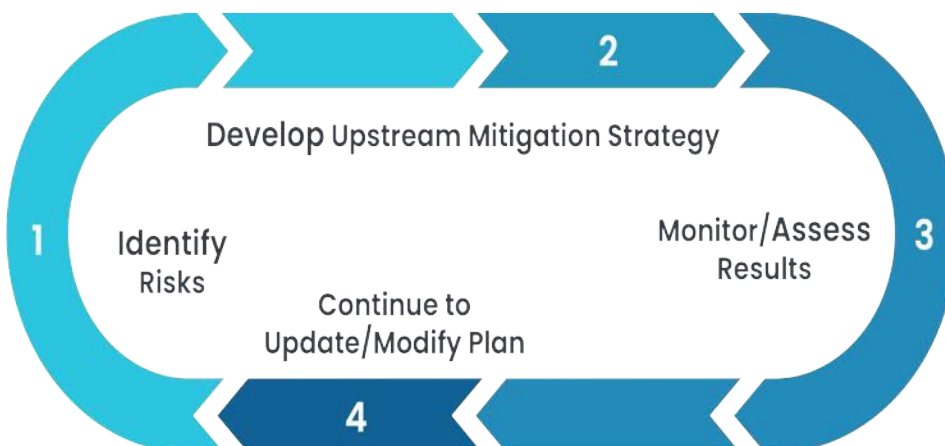 2
Develop Upstream Mitigation Strategy
1
Identify
Risks
Monitor/Assess
Results
3
Continue to
Update/Modify Plan
4